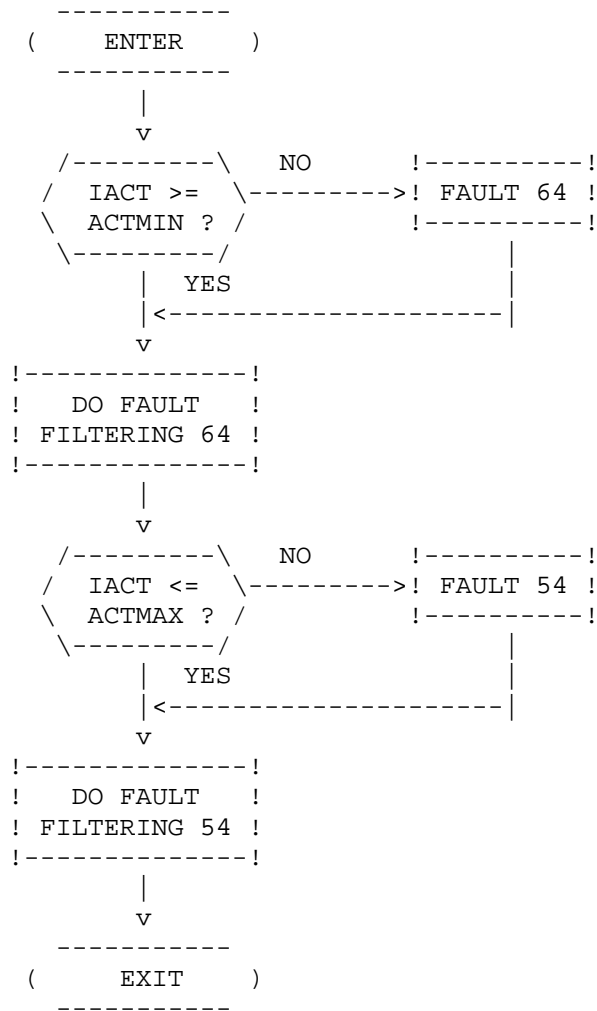 ENTER
NO
IACT >=
FAULT 64
ACTMIN ?
YES
DO FAULT
FILTERING 64
NO
IACT <=
FAULT 54
ACTMAX ?
YES
DO FAULT
FILTERING 54
EXIT